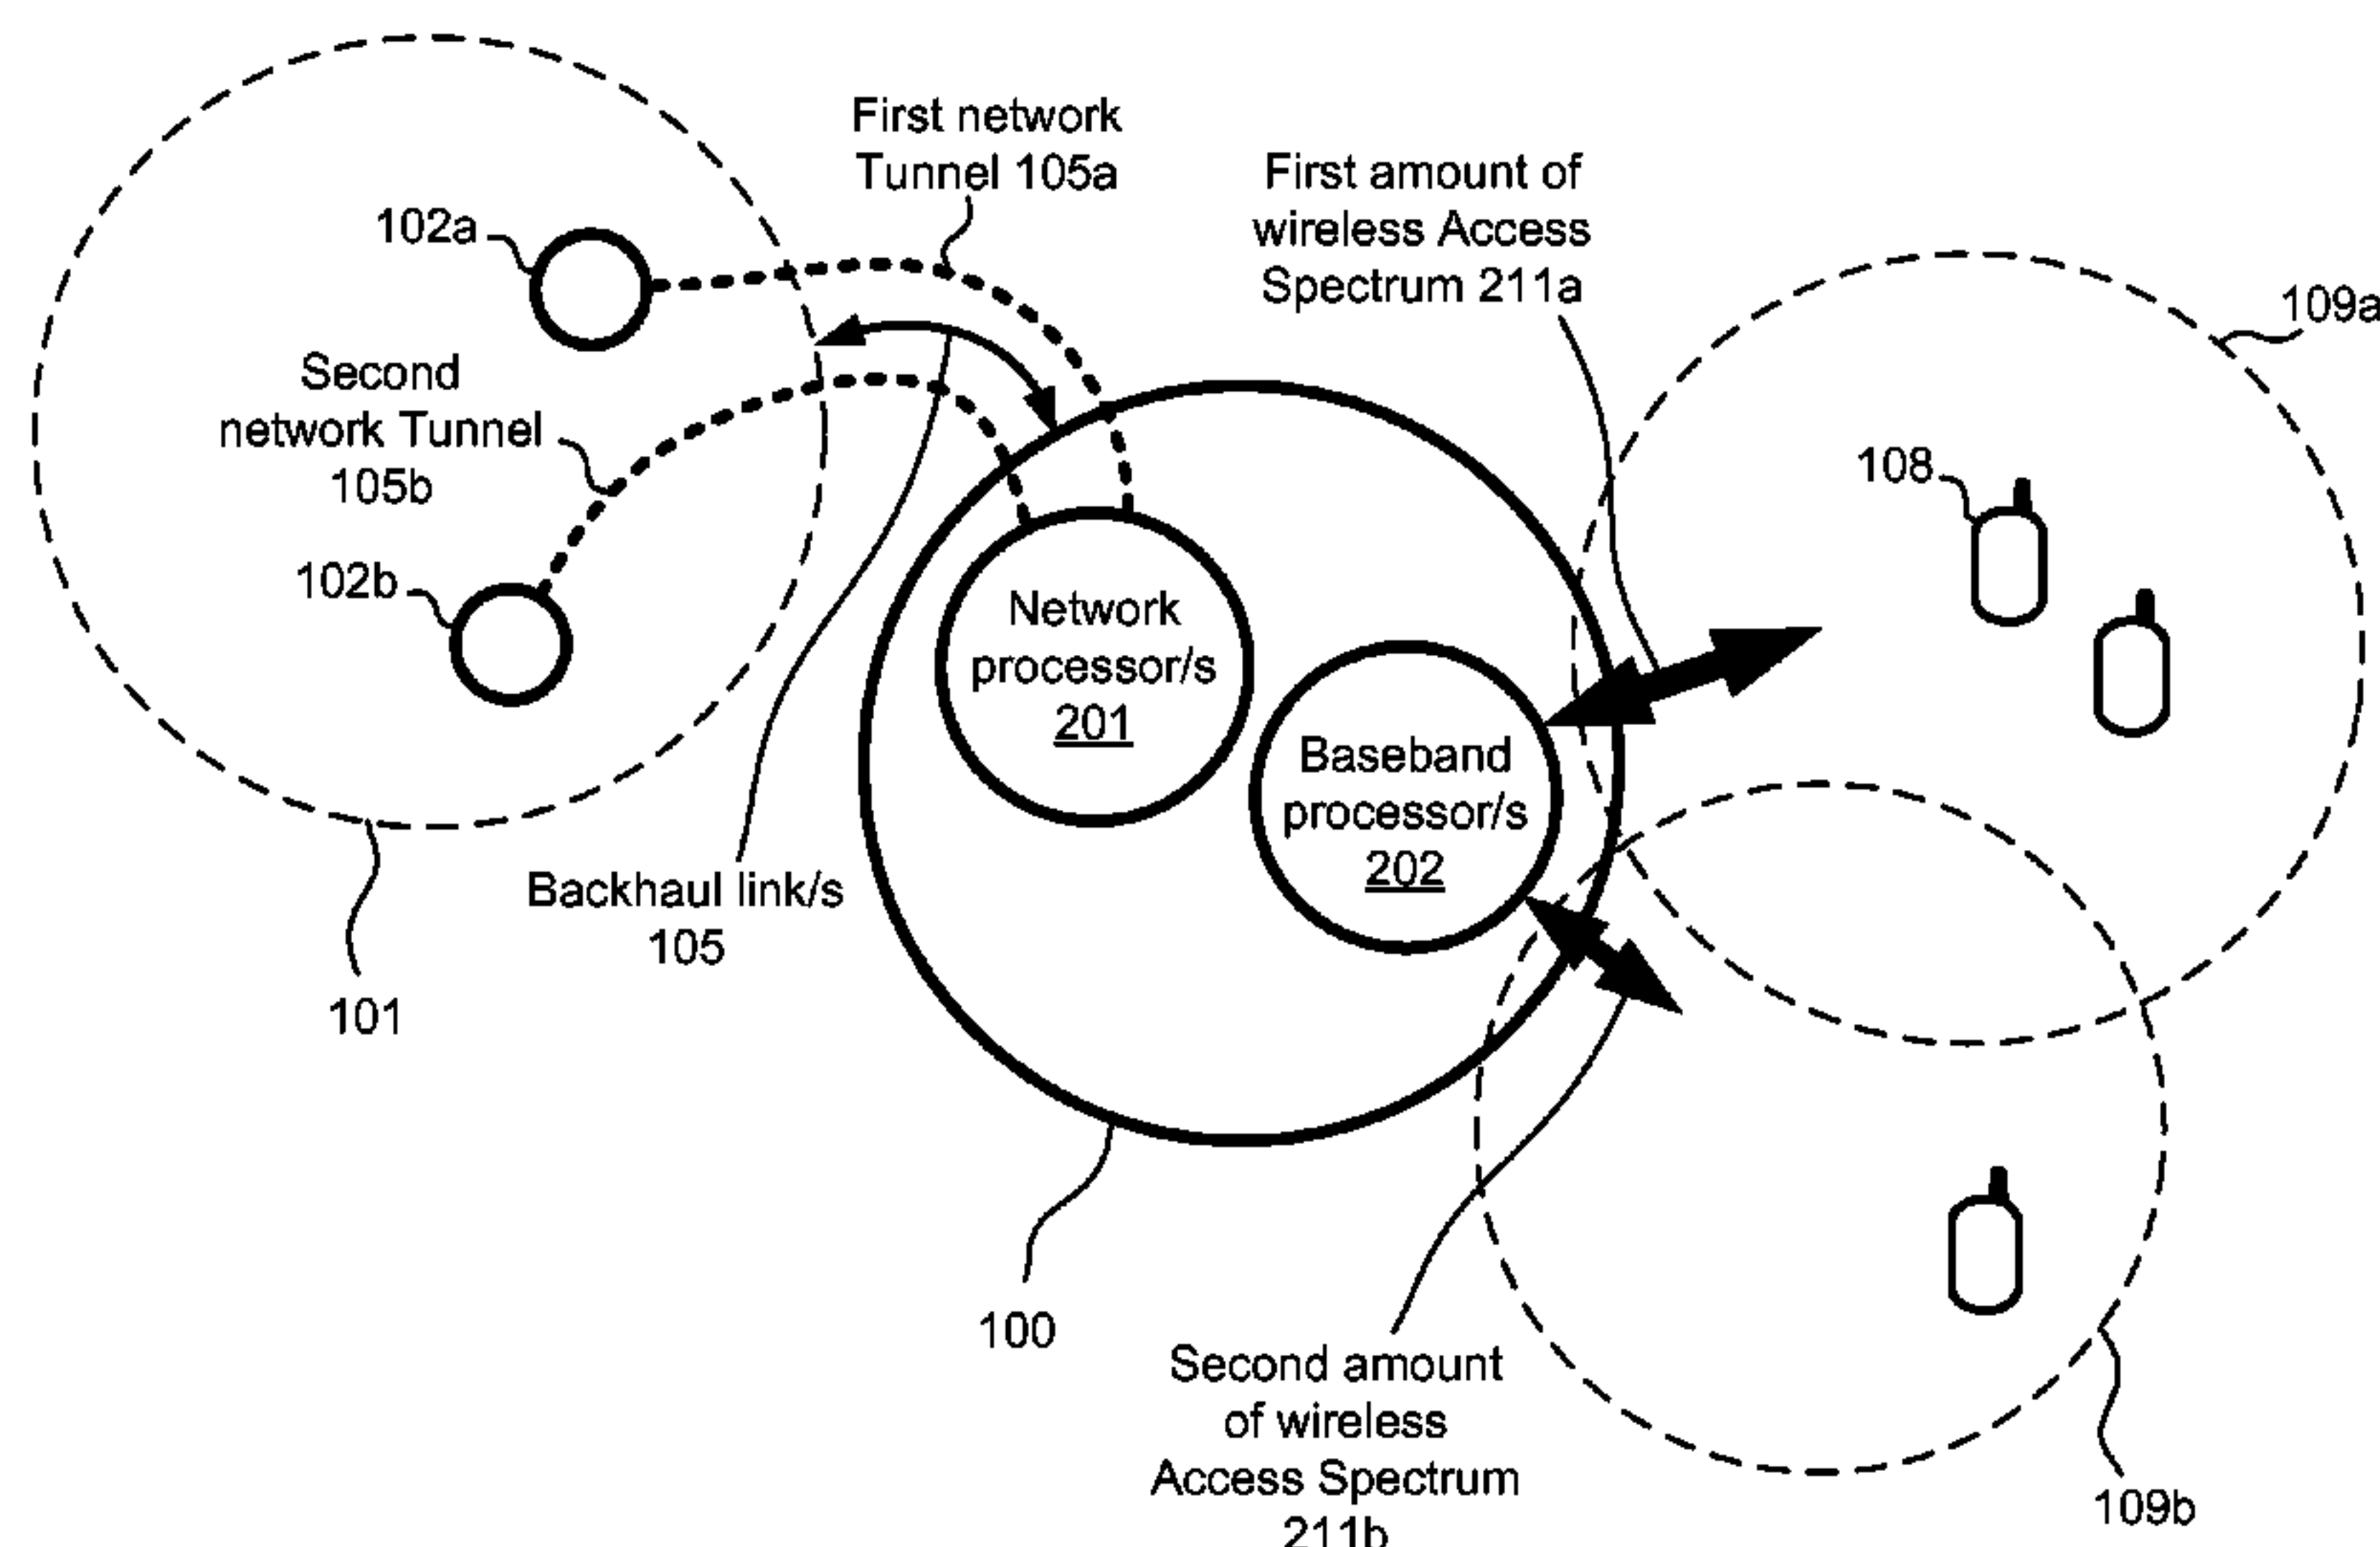 First network
Tunnel 105a
First amount of
wireless Access
Spectrum 211a
102a
109a
Second
network Tunnel
105b
108
102b
Network
processor/s
201
Baseband
processor/s
202
Backhaul link/s
105
101
100
Second amount
of wireless
Access Spectrum
211b
109b